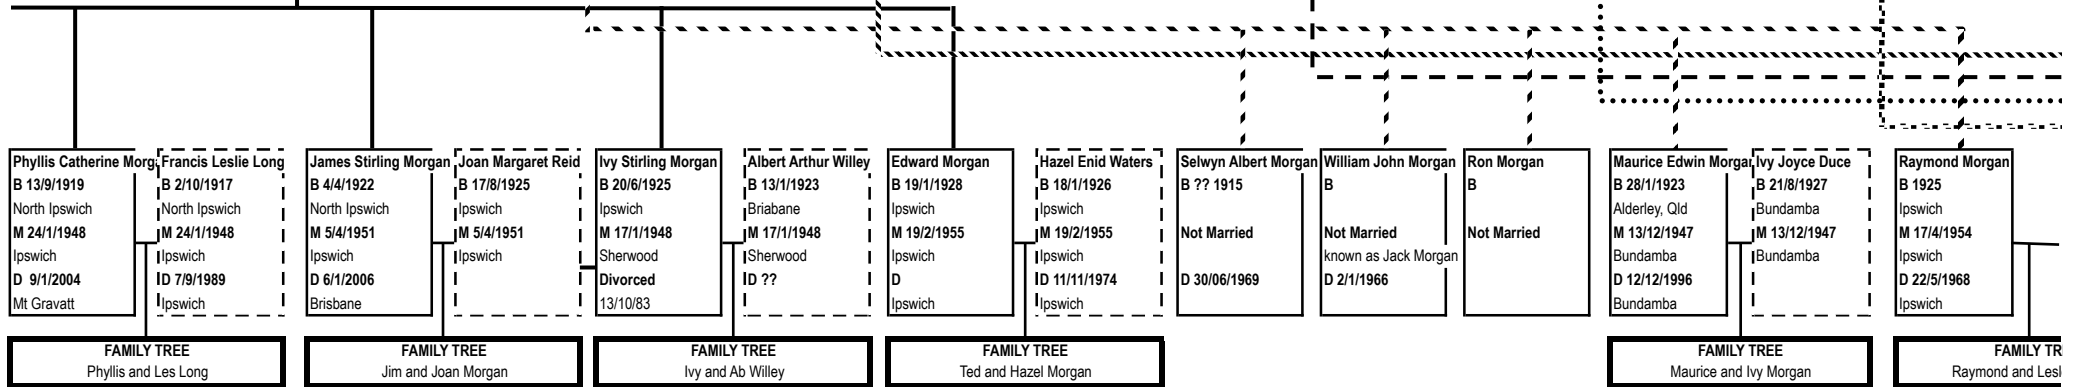 Phyllis Catherine Morga
B 13/9/1919
North Ipswich
M 24/1/1948
Ipswich
D 9/1/2004
Mt Gravatt
Francis Leslie Long
B 2/10/1917
North Ipswich
M 24/1/1948
Ipswich
D 7/9/1989
Ipswich
FAMILY TREE
Phyllis and Les Long
James Stirling Morgan
B 4/4/1922
North Ipswich
M 5/4/1951
Ipswich
D 6/1/2006
Brisbane
Joan Margaret Reid
B 17/8/1925
Ipswich
M 5/4/1951
Ipswich
FAMILY TREE
Jim and Joan Morgan
Ivy Stirling Morgan
B 20/6/1925
Ipswich
M 17/1/1948
Sherwood
Divorced
13/10/83
Albert Arthur Willey
B 13/1/1923
Briabane
M 17/1/1948
Sherwood
D ??
FAMILY TREE
Ivy and Ab Willey
Edward Morgan
B 19/1/1928
Ipswich
M 19/2/1955
Ipswich
D
Ipswich
Hazel Enid Waters
B 18/1/1926
Ipswich
M 19/2/1955
Ipswich
D 11/11/1974
Ipswich
FAMILY TREE
Ted and Hazel Morgan
Selwyn Albert Morgan
B ?? 1915
Not Married
D 30/06/1969
William John Morgan
B
Not Married
known as Jack Morgan
D 2/1/1966
Ron Morgan
B
Not Married
Maurice Edwin Morgan
B 28/1/1923
Alderley, Qld
M 13/12/1947
Bundamba
D 12/12/1996
Bundamba
Ivy Joyce Duce
B 21/8/1927
Bundamba
M 13/12/1947
Bundamba
FAMILY TREE
Maurice and Ivy Morgan
Raymond Morgan
B 1925
Ipswich
M 17/4/1954
Ipswich
D 22/5/1968
Ipswich
FAMILY TR
Raymond and Lesl